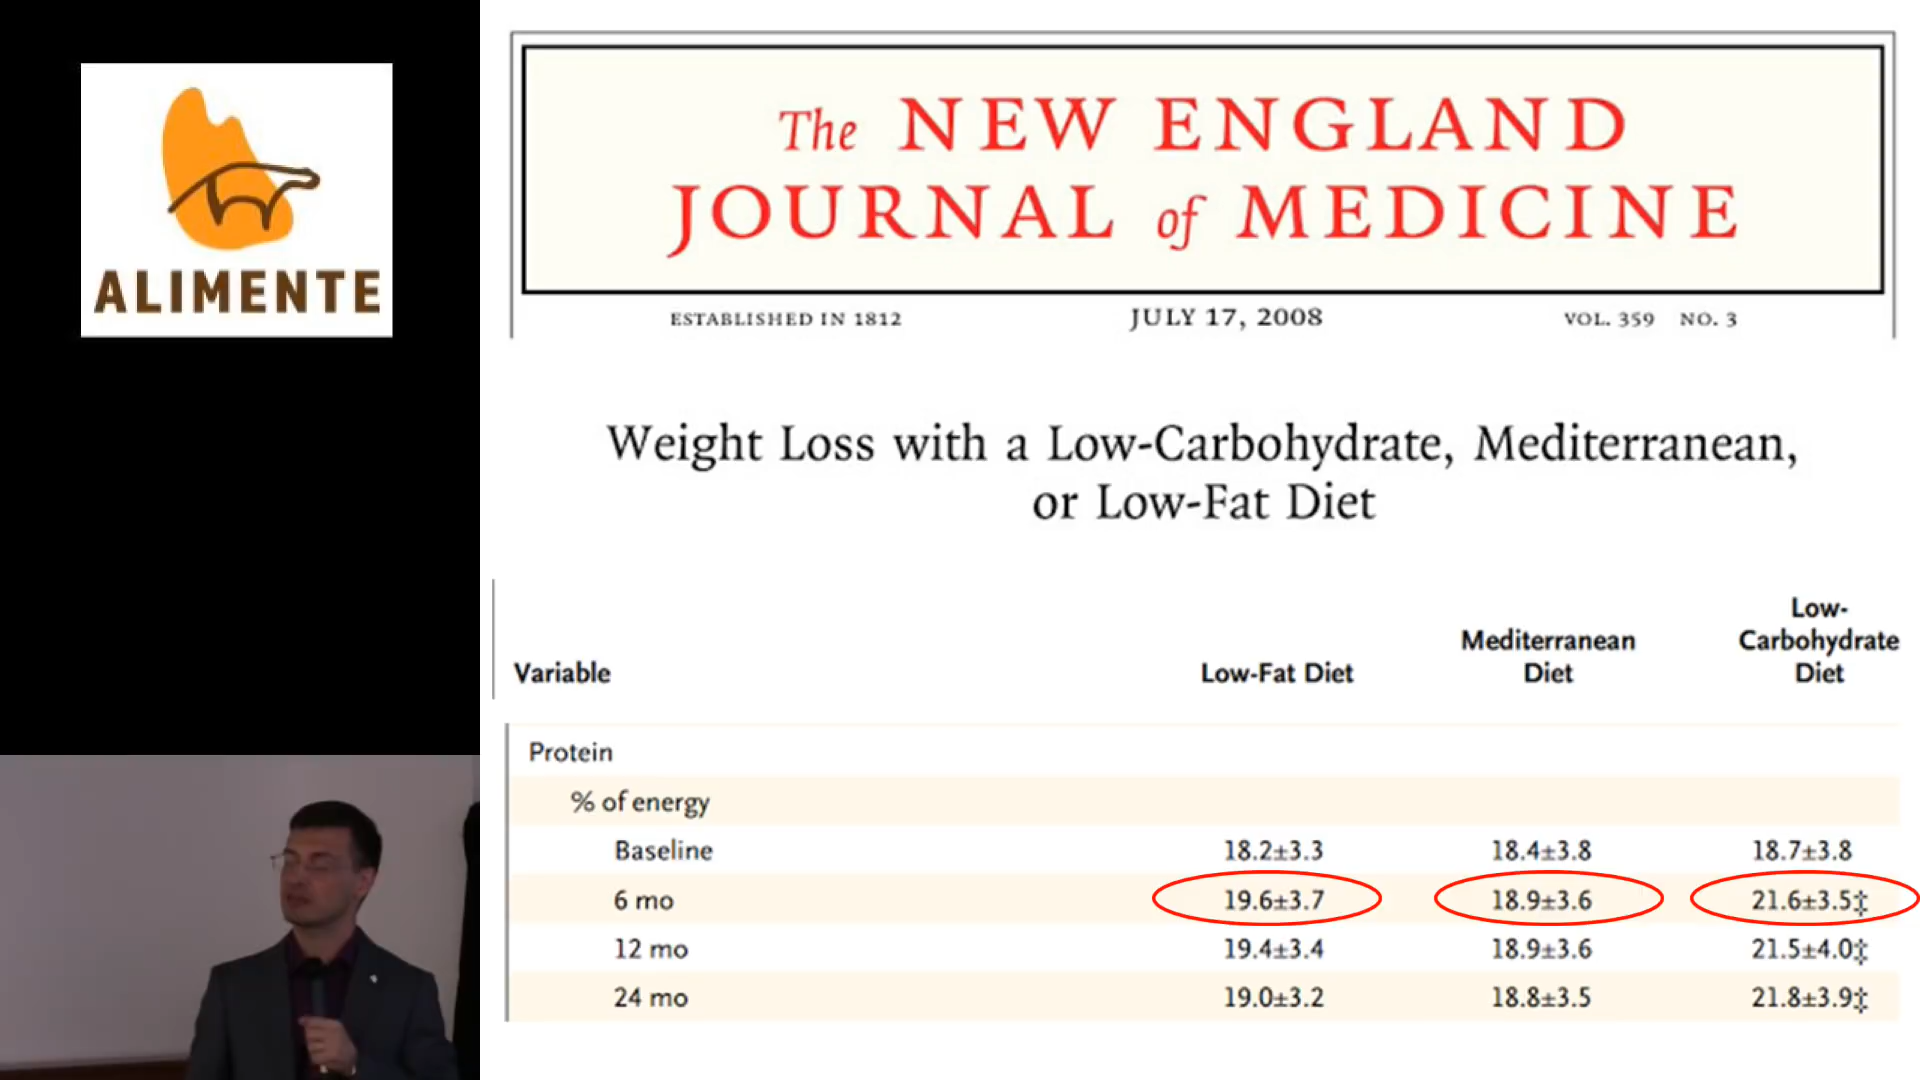 ALIMENTE
The NEW ENGLAND
JOURNAL of MEDICINE
ESTABLISHED IN 1812 JULY 17, 2008 VOL. 359 NO. 3
Weight Loss with a Low-Carbohydrate, Mediterranean,
or Low-Fat Diet
Variable Low-Fat Diet Mediterranean Diet Low-Carbohydrate Diet
Protein
% of energy
Baseline 18.2±3.3 18.4±3.8 18.7±3.8
6 mo 19.6±3.7 18.9±3.6 21.6±3.5‡
12 mo 19.4±3.4 18.9±3.6 21.5±4.0‡
24 mo 19.0±3.2 18.8±3.5 21.8±3.9‡